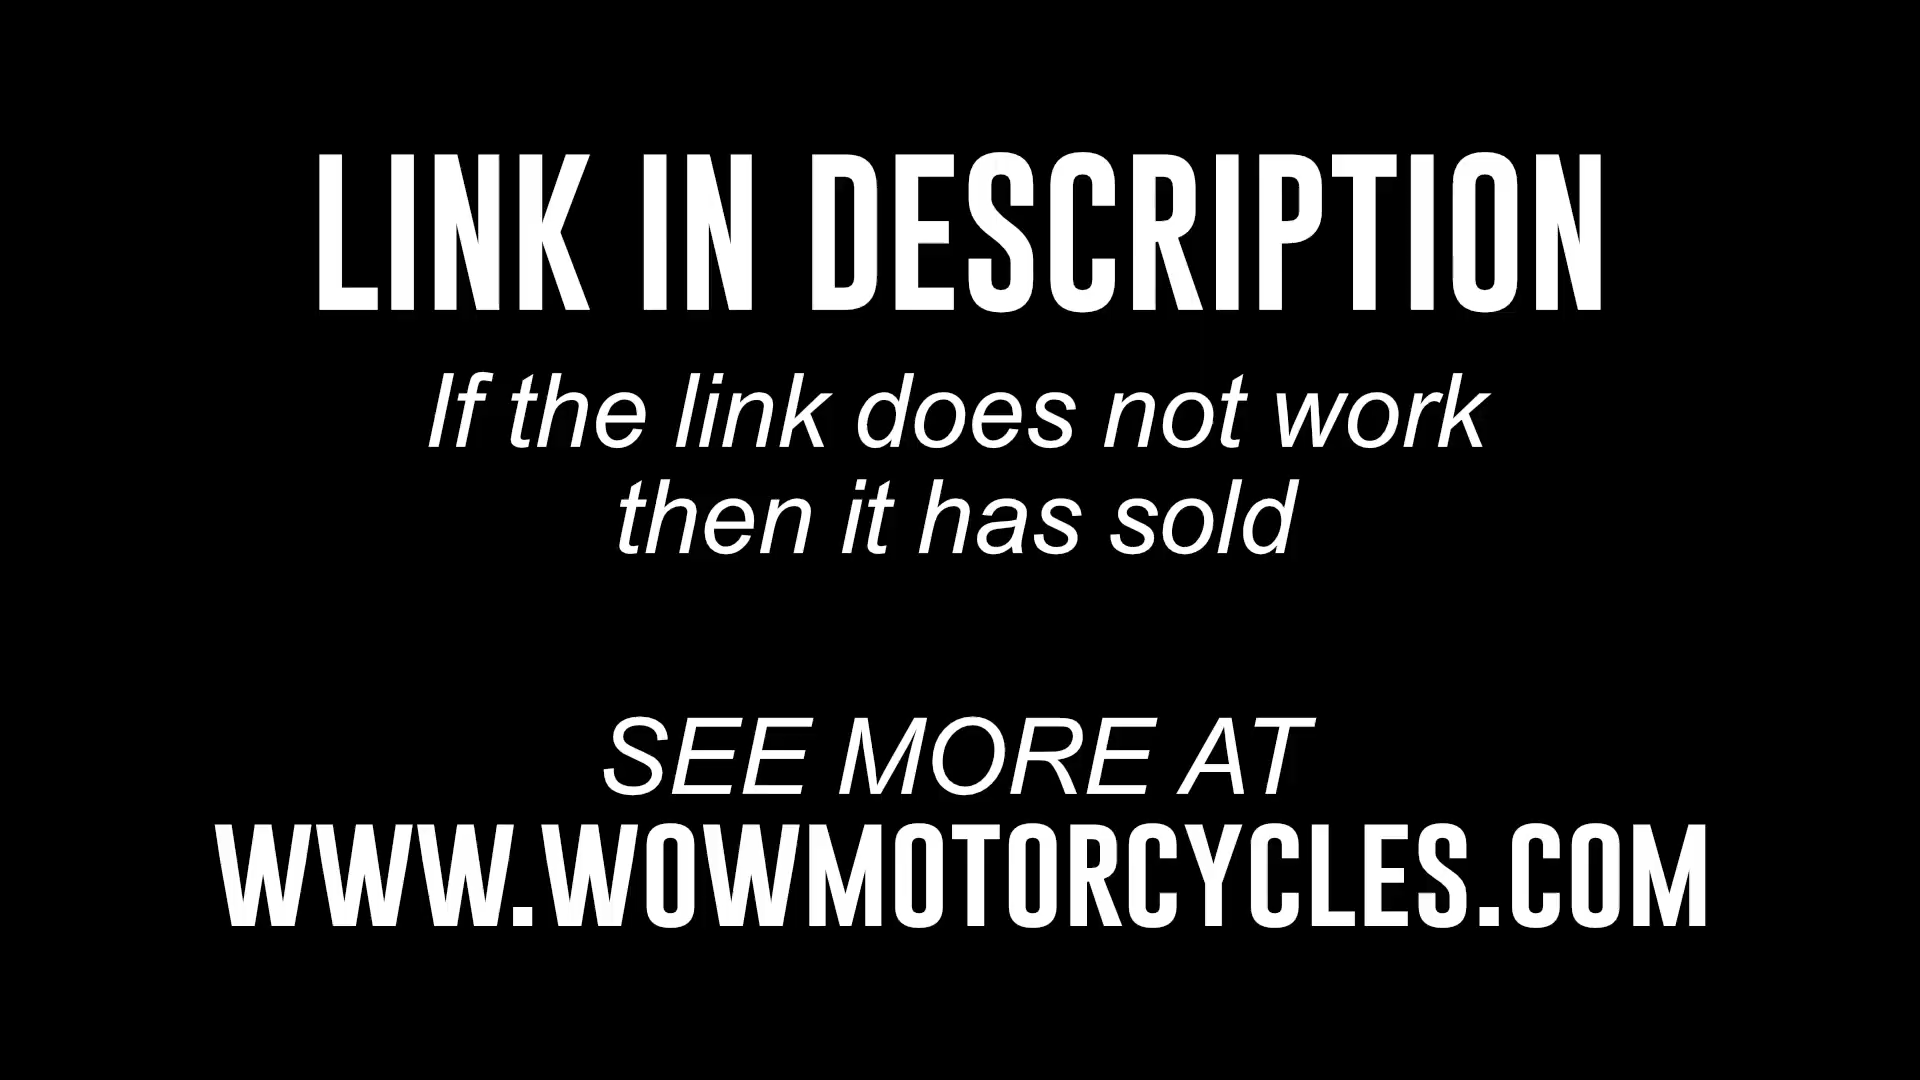 LINK IN DESCRIPTION
If the link does not work
then it has sold
SEE MORE AT
WWW.WOWMOTORCYCLES.COM